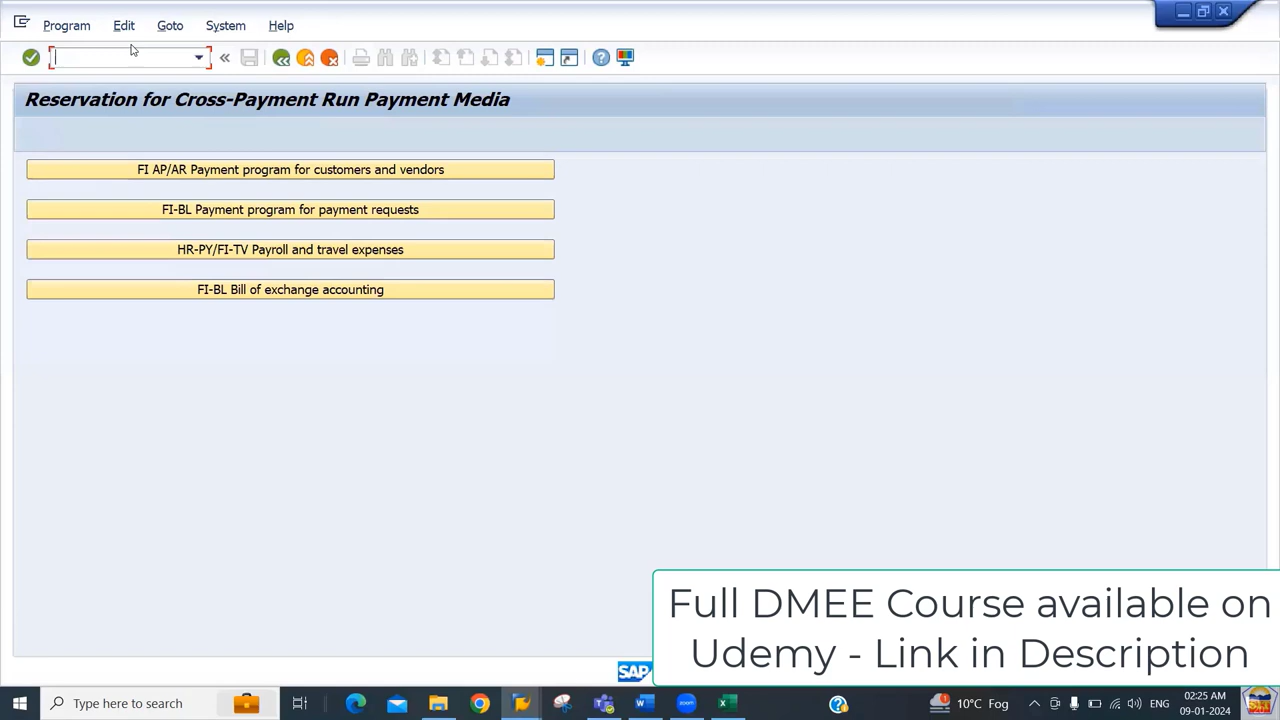 Program Edit Goto System Help
Reservation for Cross-Payment Run Payment Media
FI AP/AR Payment program for customers and vendors
FI-BL Payment program for payment requests
HR-PY/FI-TV Payroll and travel expenses
FI-BL Bill of exchange accounting
Full DMEE Course available on
Udemy - Link in Description
SAP
Type here to search
10°C Fog
ENG
02:25 AM
09-01-2024